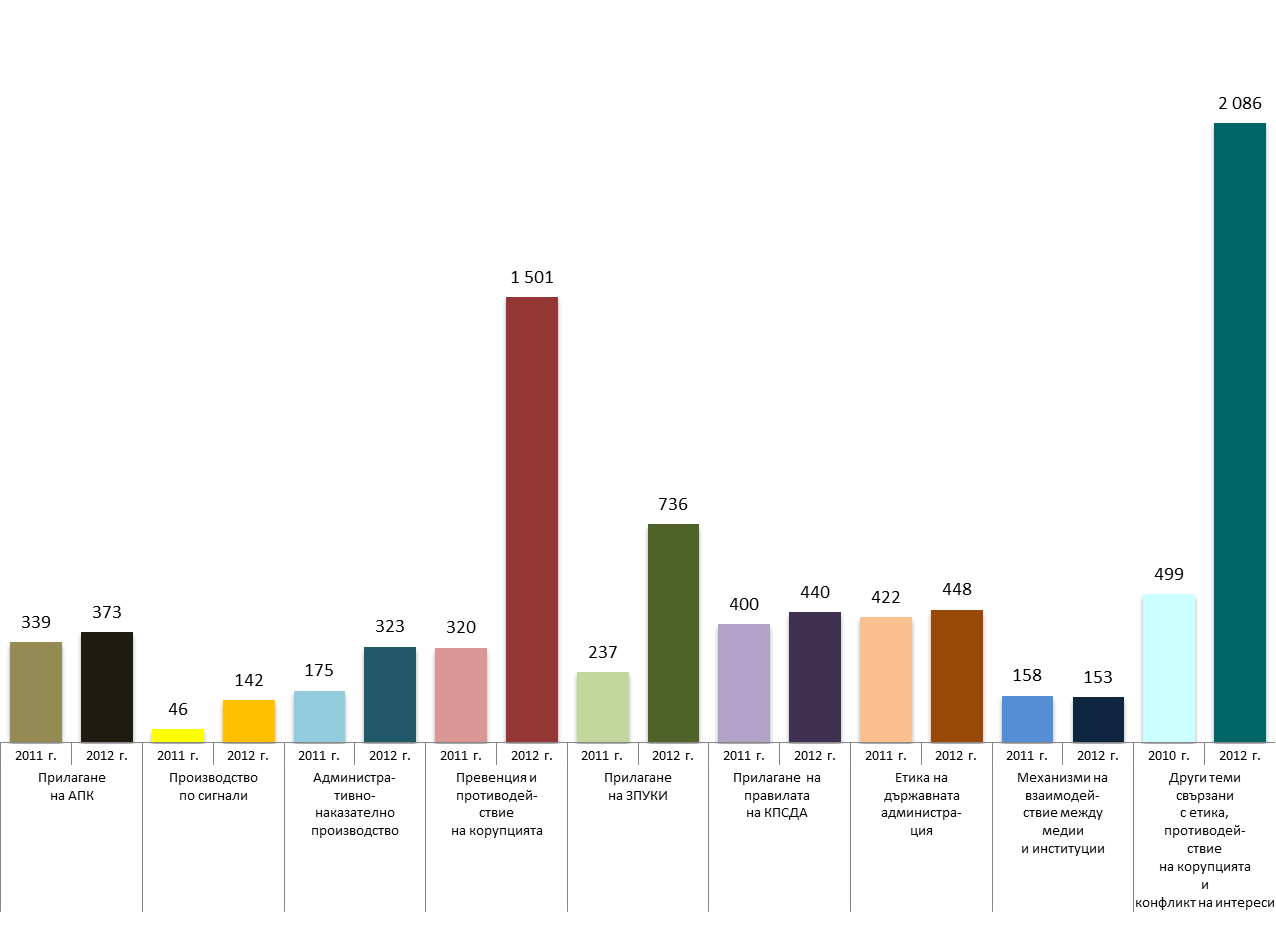 2 086
1 501
736
499
448
440
422
400
373
339
323
320
237
175
158
153
142
46
2011 г. 2012 г. 2011 г. 2012 г. 2011 г. 2012 г. 2011 г. 2012 г. 2011 г. 2012 г. 2011 г. 2012 г. 2011 г. 2012 г. 2011 г. 2012 г. 2010 г. 2012 г.
Прилагане
на АПК
Производство
по сигнали
Администра-
тивно-
наказателно
производство
Превенция и
противодей-
ствие
на корупцията
Прилагане
на ЗПУКИ
Прилагане на
правилата
на КПСДА
Етика на
държавната
администра-
ция
Механизми на
взаимодей-
ствие между
медии
и институции
Други теми
свързани
с етика,
противодей-
ствие
на корупцията
и
конфликт на интереси